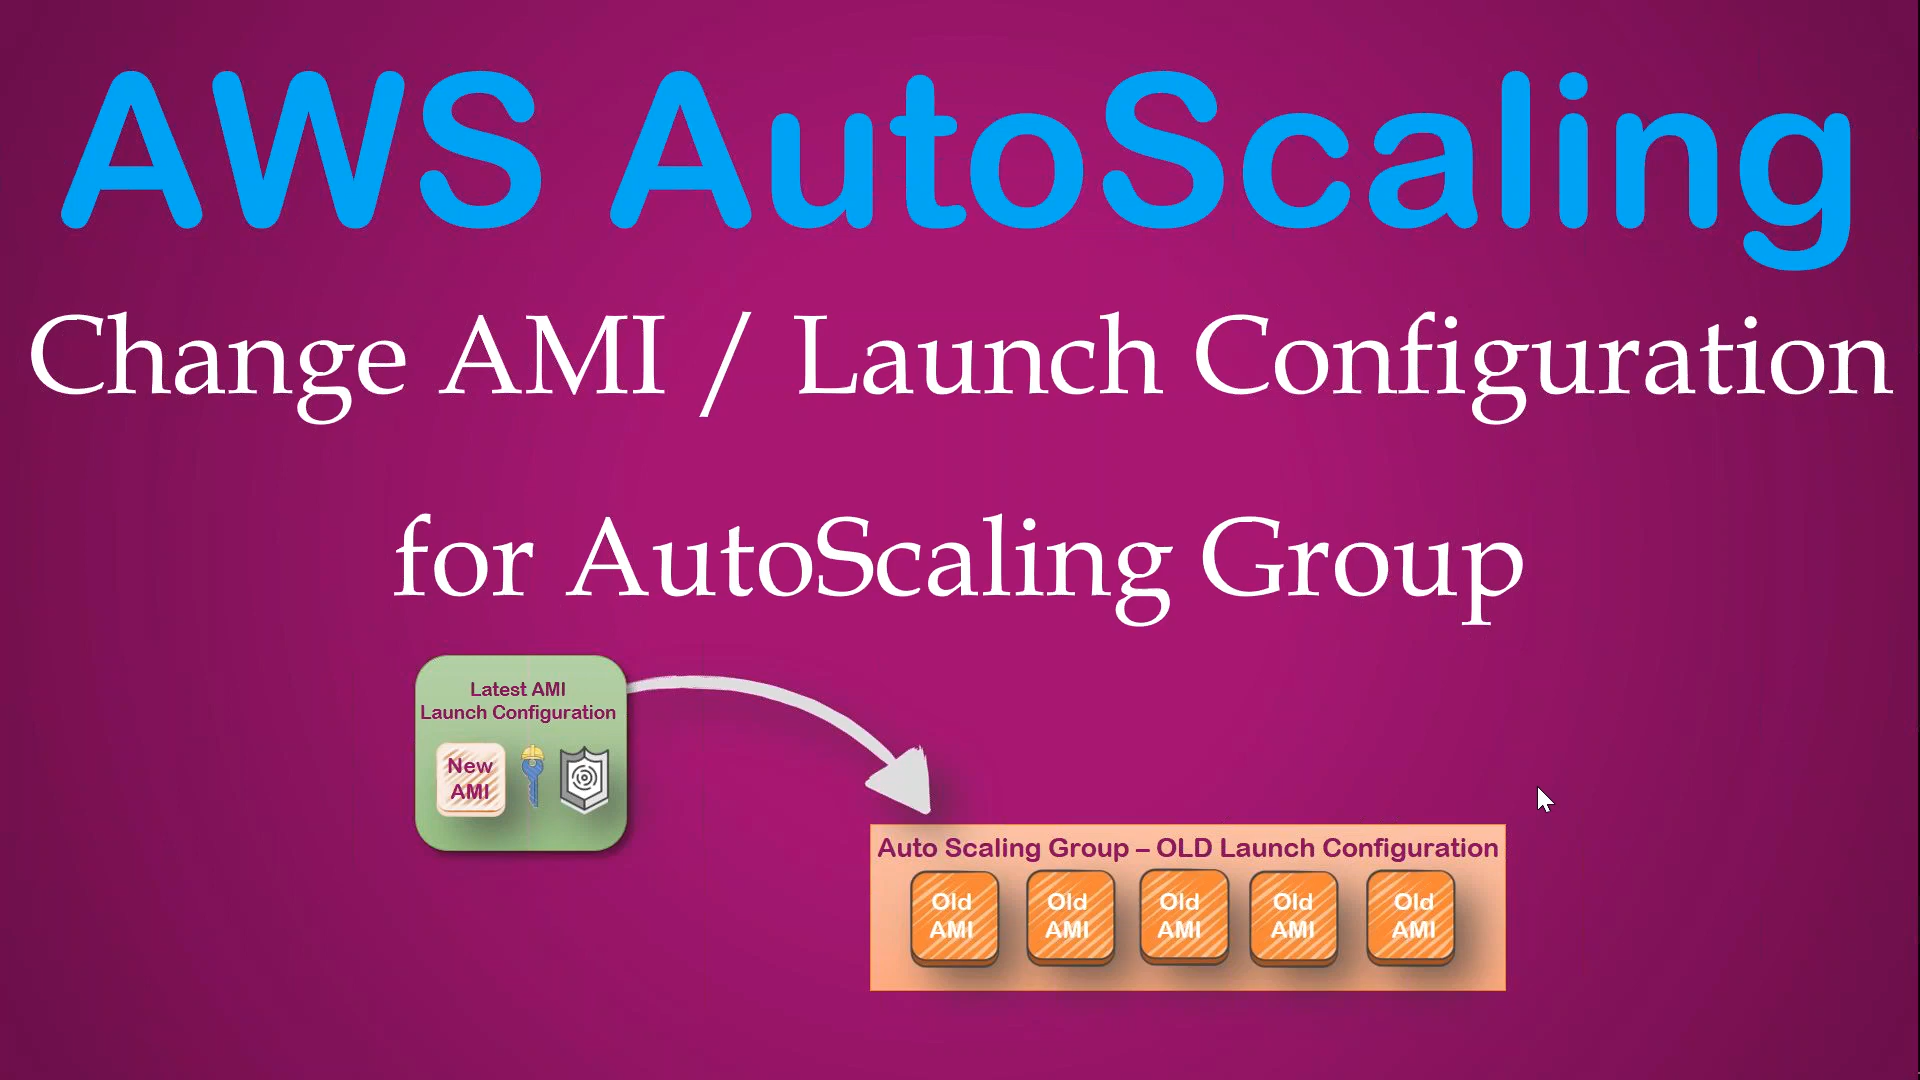 AWS AutoScaling
Change AMI / Launch Configuration
for AutoScaling Group
Latest AMI
Launch Configuration
New
AMI
Auto Scaling Group – OLD Launch Configuration
Old
AMI
Old
AMI
Old
AMI
Old
AMI
Old
AMI